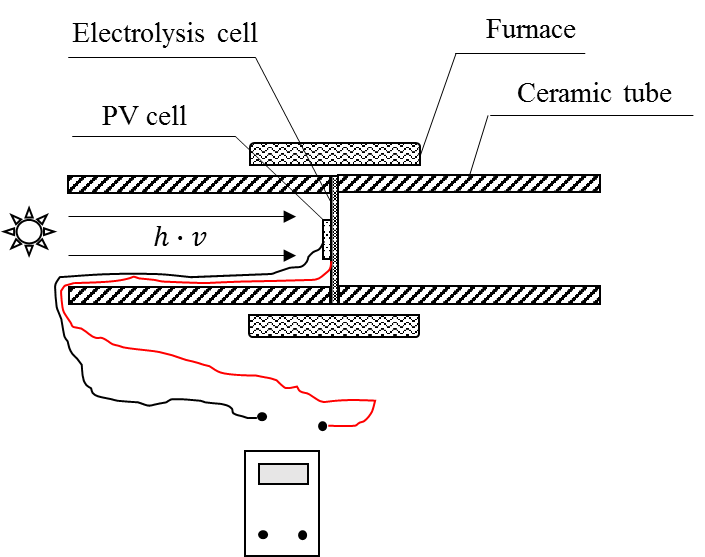 Electrolysis cell
Furnace
PV cell
Ceramic tube
h · v